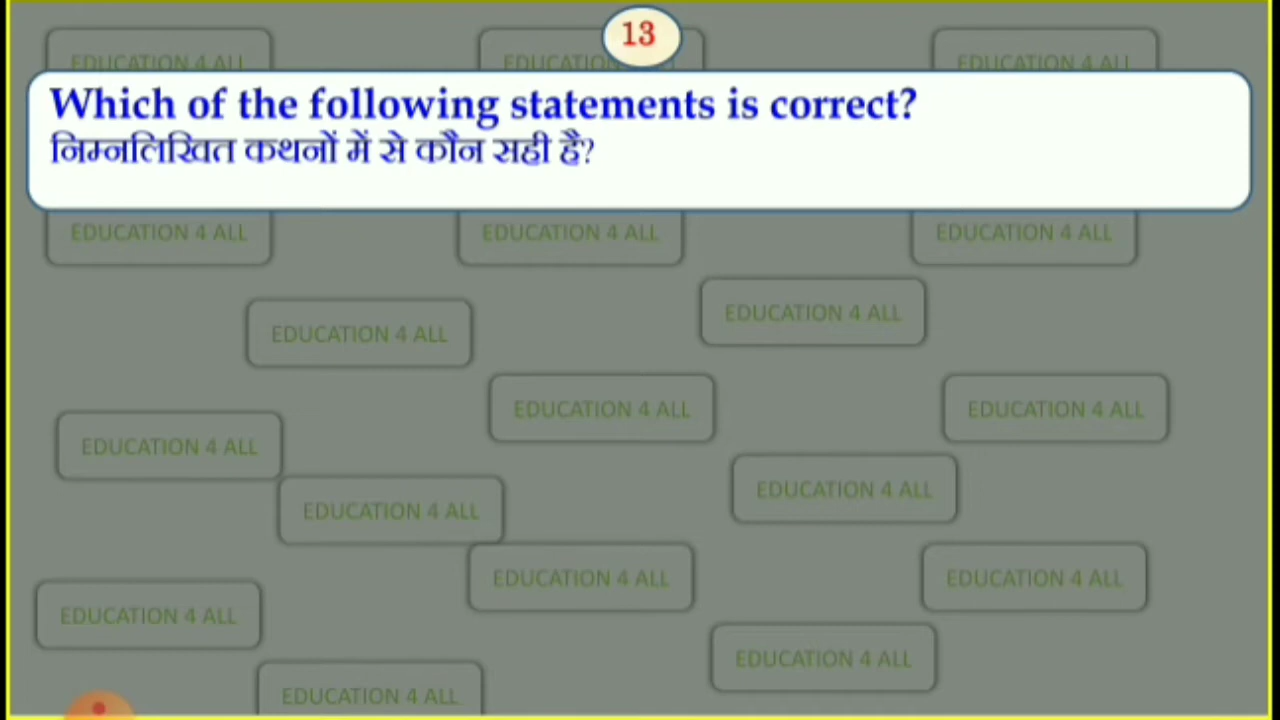 13
EDUCATION 4 ALL EDUCATION EDUCATION 4 ALL
Which of the following statements is correct?
निम्नलिखित कथनों में से कौन सही है?
EDUCATION 4 ALL EDUCATION 4 ALL EDUCATION 4 ALL
EDUCATION 4 ALL EDUCATION 4 ALL
EDUCATION 4 ALL EDUCATION 4 ALL
EDUCATION 4 ALL
EDUCATION 4 ALL EDUCATION 4 ALL
EDUCATION 4 ALL EDUCATION 4 ALL
EDUCATION 4 ALL
EDUCATION 4 ALL
EDUCATION 4 ALL